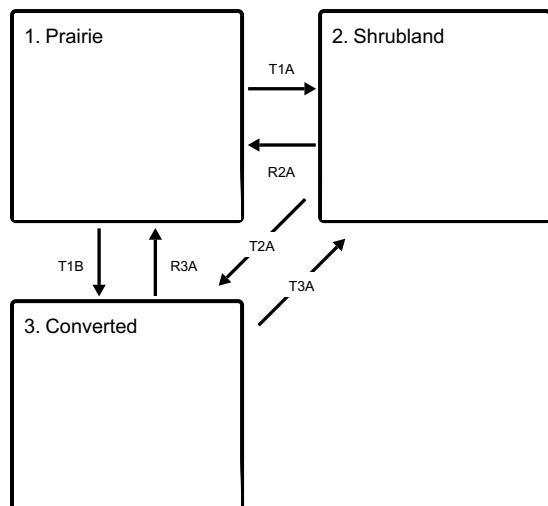 1. Prairie
2. Shrubland
T1A
R2A
T1B
R3A
T2A
T3A
3. Converted